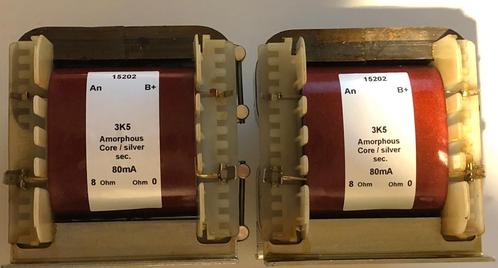 15202
An B+
3K5
Amorphous
Core / silver
sec.
80mA
8 Ohm Ohm 0
15202
An B+
3K5
Amorphous
Core / silver
sec.
80mA
8 Ohm Ohm 0